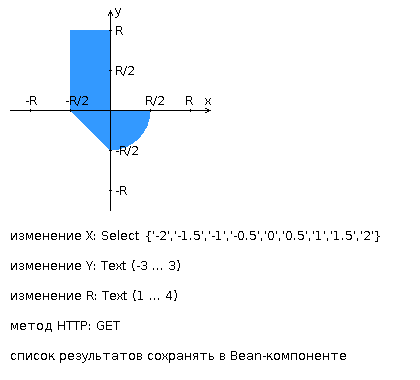 y
R
R/2
-R -R/2 R/2 R x
-R/2
-R
изменение X: Select {'-2','-1.5','-1','-0.5','0','0.5','1','1.5','2'}
изменение Y: Text (-3 ... 3)
изменение R: Text (1 ... 4)
метод HTTP: GET
список результатов сохранять в Bean-компоненте